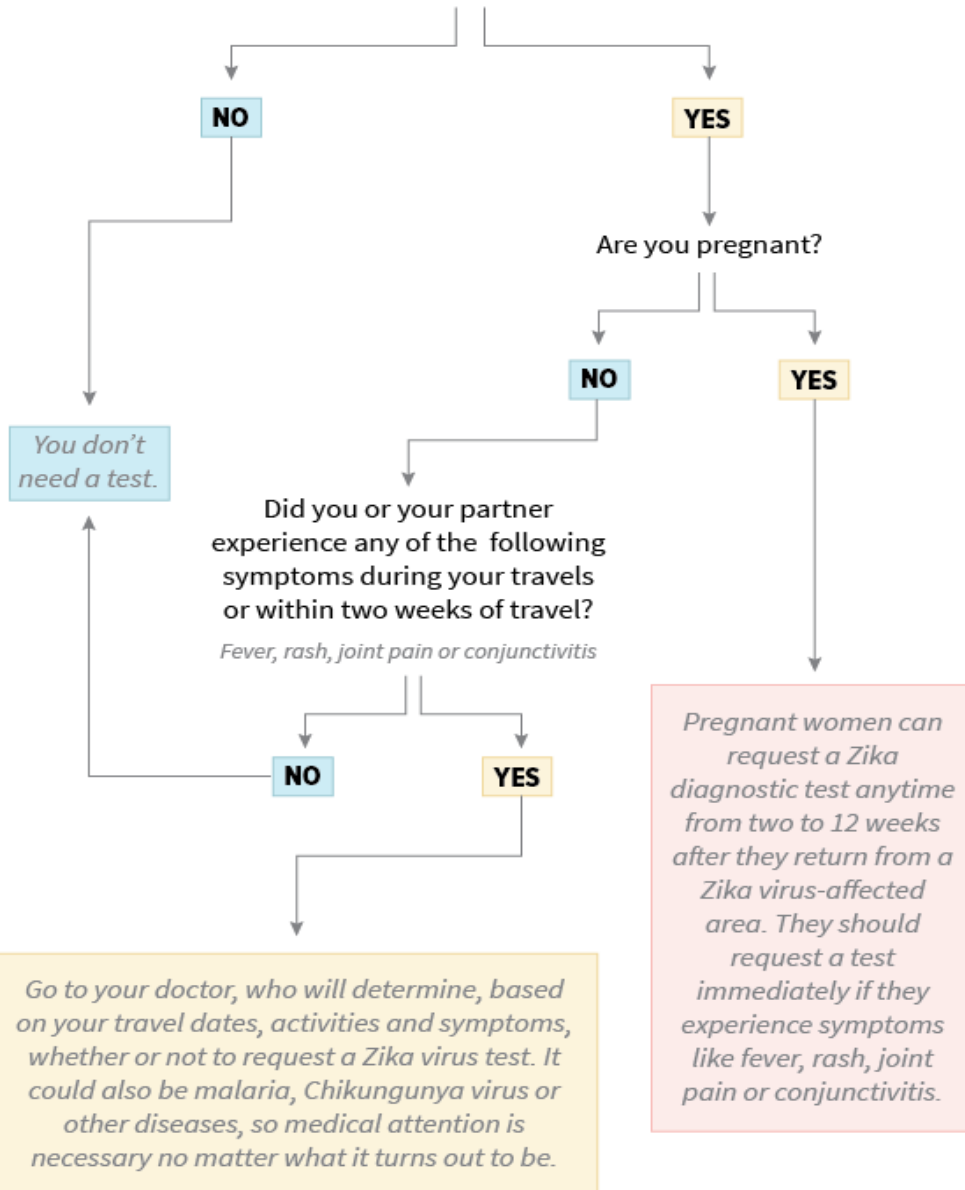 NO
YES
Are you pregnant?
NO
YES
You don't
need a test.
Did you or your partner
experience any of the following
symptoms during your travels
or within two weeks of travel?
Fever, rash, joint pain or conjunctivitis
NO
YES
Pregnant women can
request a Zika
diagnostic test anytime
from two to 12 weeks
after they return from a
Zika virus-affected
area. They should
request a test
immediately if they
experience symptoms
like fever, rash, joint
pain or conjunctivitis.
Go to your doctor, who will determine, based
on your travel dates, activities and symptoms,
whether or not to request a Zika virus test. It
could also be malaria, Chikungunya virus or
other diseases, so medical attention is
necessary no matter what it turns out to be.